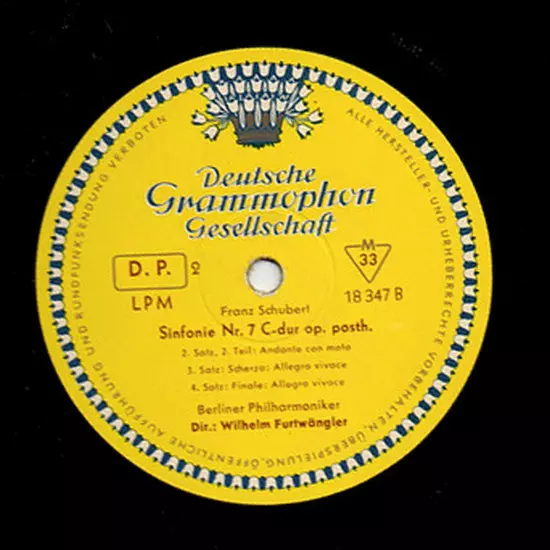 Deutsche
Grammophon
Gesellschaft
D. P. 2
M
33
LPM
18 347 B
Franz Schubert
Sinfonie Nr. 7 C-dur op. posth.
2. Satz, 2. Teil: Andante con moto
3. Satz: Scherzo: Allegro vivace
4. Satz: Finale: Allegro vivace
Berliner Philharmoniker
Dir.: Wilhelm Furtwängler
ALLE HERSTELLER- UND URHEBERRECHTE VORBEHALTEN, ÜBERSPIELUNG, ÖFFENTLICHE AUFFÜHRUNG UND RUNDFUNKSENDUNG VERBOTEN